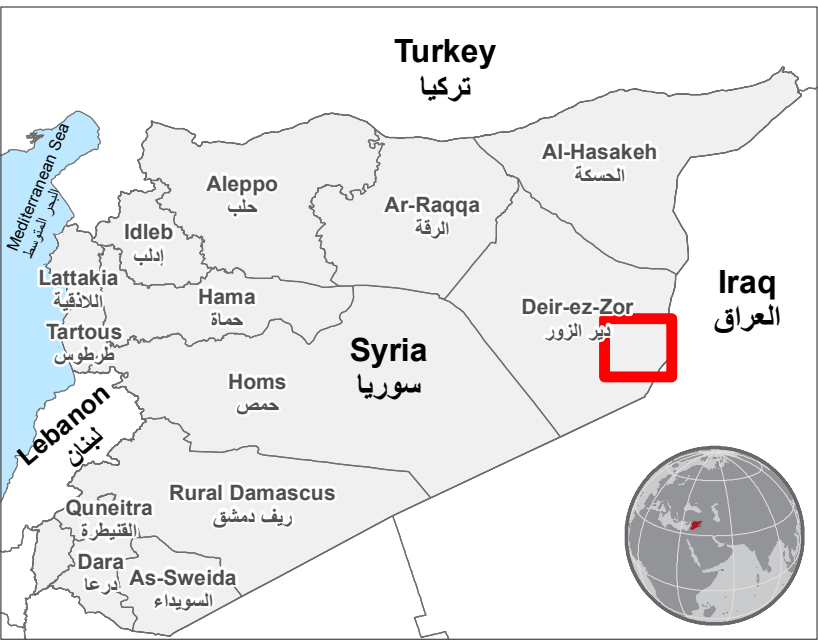 Turkey
تركيا
Mediterranean Sea
البحر المتوسط
Al-Hasakeh
الحسكة
Aleppo
حلب
Ar-Raqqa
الرقة
Idleb
إدلب
Lattakia
اللاذقية
Hama
حماة
Deir-ez-Zor
دير الزور
Iraq
العراق
Tartous
طرطوس
Syria
سوريا
Homs
حمص
Lebanon
لبنان
Rural Damascus
ريف دمشق
Quneitra
القنيطرة
Dara
درعا
As-Sweida
السويداء